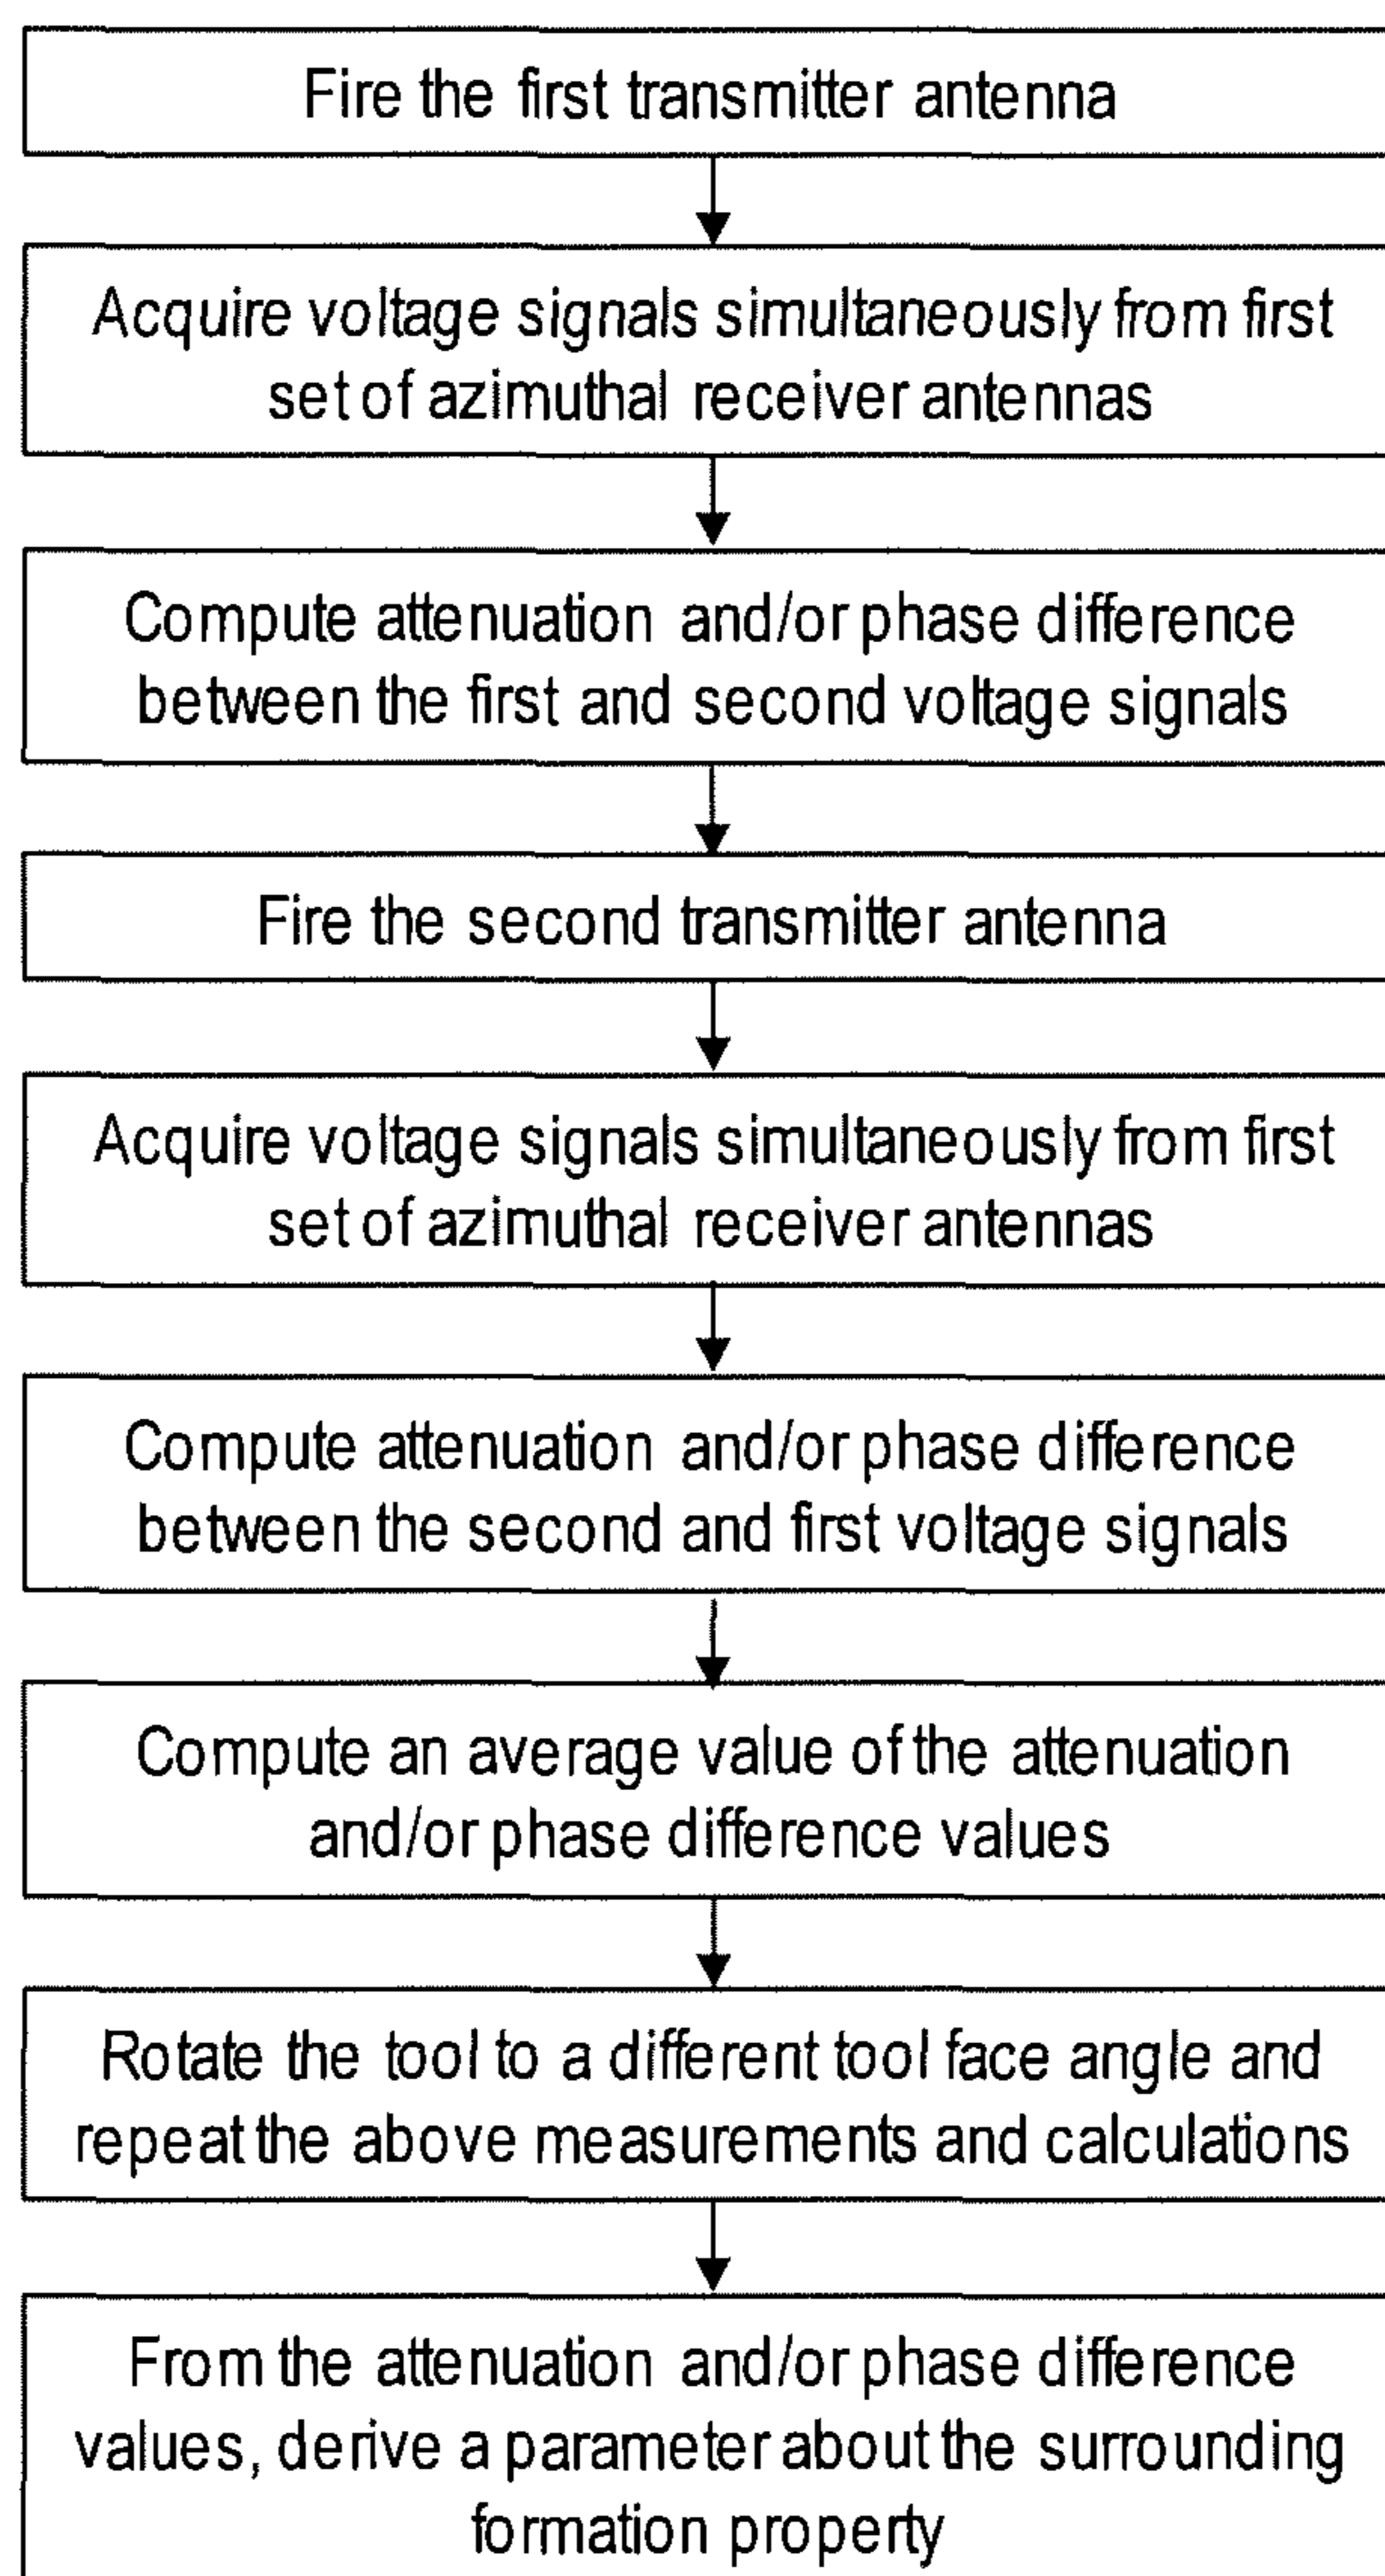 Fire the first transmitter antenna
Acquire voltage signals simultaneously from first
set of azimuthal receiver antennas
Compute attenuation and/or phase difference
between the first and second voltage signals
Fire the second transmitter antenna
Acquire voltage signals simultaneously from first
set of azimuthal receiver antennas
Compute attenuation and/or phase difference
between the second and first voltage signals
Compute an average value of the attenuation
and/or phase difference values
Rotate the tool to a different tool face angle and
repeat the above measurements and calculations
From the attenuation and/or phase difference
values, derive a parameter about the surrounding
formation property